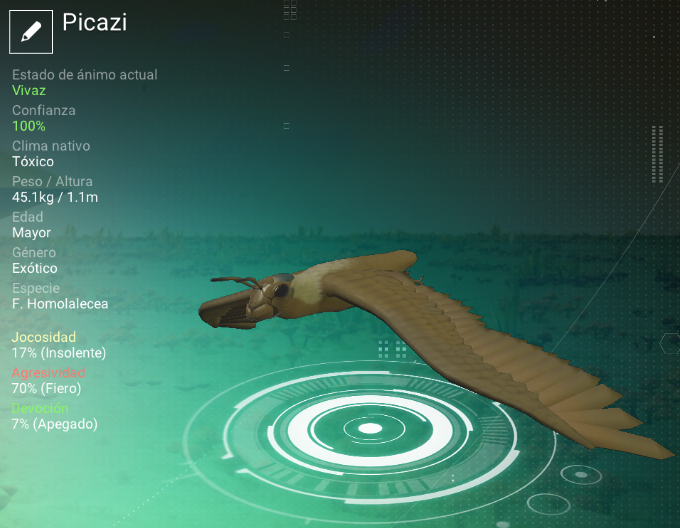 Picazi
Estado de ánimo actual
Vivaz
Confianza
100%
Clima nativo
Tóxico
Peso / Altura
45.1kg / 1.1m
Edad
Mayor
Género
Exótico
Especie
F. Homolalecea
Jocosidad
17% (Insolente)
Agresividad
70% (Fiero)
Devoción
7% (Apegado)